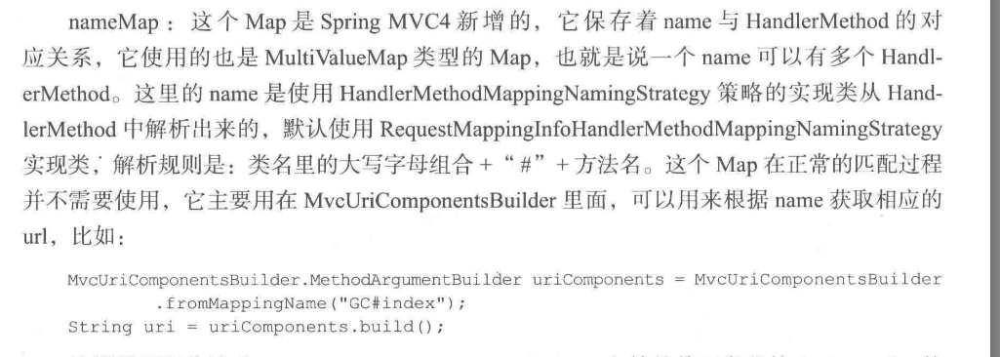 nameMap：这个 Map 是 Spring MVC4 新增的，它保存着 name 与 HandlerMethod 的对
应关系，它使用的也是 MultiValueMap 类型的 Map，也就是说一个 name 可以有多个 Handl-
erMethod。这里的 name 是使用 HandlerMethodMappingNamingStrategy 策略的实现类从 Hand-
lerMethod 中解析出来的，默认使用 RequestMappingInfoHandlerMethodMappingNamingStrategy
实现类，解析规则是：类名里的大写字母组合 + “#” + 方法名。这个 Map 在正常的匹配过程
并不需要使用，它主要用在 MvcUriComponentsBuilder 里面，可以用来根据 name 获取相应的
url，比如：
MvcUriComponentsBuilder.MethodArgumentBuilder uriComponents = MvcUriComponentsBuilder
.fromMappingName("GC#index");
String uri = uriComponents.build();